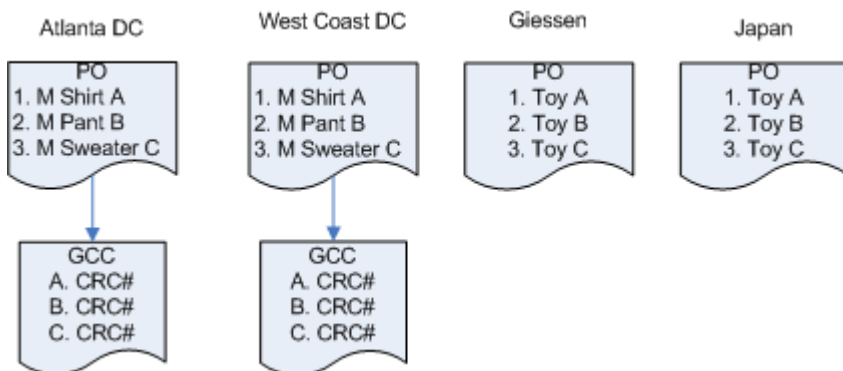 Atlanta DC
PO
1. M Shirt A
2. M Pant B
3. M Sweater C
GCC
A. CRC#
B. CRC#
C. CRC#
West Coast DC
PO
1. M Shirt A
2. M Pant B
3. M Sweater C
GCC
A. CRC#
B. CRC#
C. CRC#
Giessen
PO
1. Toy A
2. Toy B
3. Toy C
Japan
PO
1. Toy A
2. Toy B
3. Toy C